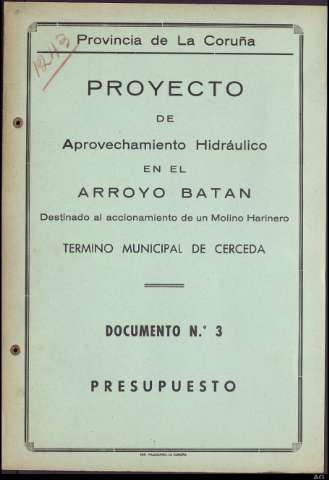 1243
Provincia de La Coruña
PROYECTO
DE
Aprovechamiento Hidráulico
EN EL
ARROYO BATAN
Destinado al accionamiento de un Molino Harinero
TERMINO MUNICIPAL DE CERCEDA
DOCUMENTO N.° 3
PRESUPUESTO